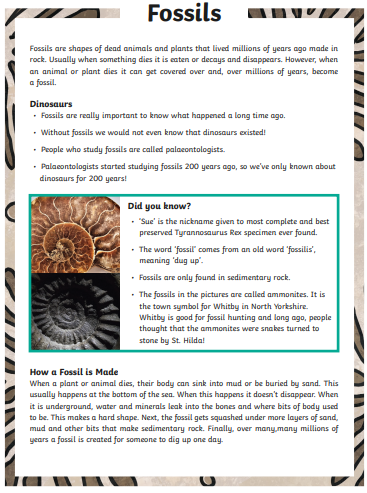 Fossils
Fossils are shapes of dead animals and plants that lived millions of years ago made in
rock. Usually when something dies it is eaten or decays and disappears. However, when
an animal or plant dies it can get covered over and, over millions of years, become
a fossil.
Dinosaurs
• Fossils are really important to know what happened a long time ago.
• Without fossils we would not even know that dinosaurs existed!
• People who study fossils are called palaeontologists.
• Palaeontologists started studying fossils 200 years ago, so we've only known about
dinosaurs for 200 years!
Did you know?
• 'Sue' is the nickname given to most complete and best
preserved Tyrannosaurus Rex specimen ever found.
• The word 'fossil' comes from an old word 'fossilis',
meaning 'dug up'.
• Fossils are only found in sedimentary rock.
• The fossils in the pictures are called ammonites. It is
the town symbol for Whitby in North Yorkshire.
Whitby is good for fossil hunting and long ago, people
thought that the ammonites were snakes turned to
stone by St. Hilda!
How a Fossil is Made
When a plant or animal dies, their body can sink into mud or be buried by sand. This
usually happens at the bottom of the sea. When this happens it doesn't disappear. When
it is underground, water and minerals leak into the bones and where bits of body used
to be. This makes a hard shape. Next, the fossil gets squashed under more layers of sand,
mud and other bits that make sedimentary rock. Finally, over many,many millions of
years a fossil is created for someone to dig up one day.